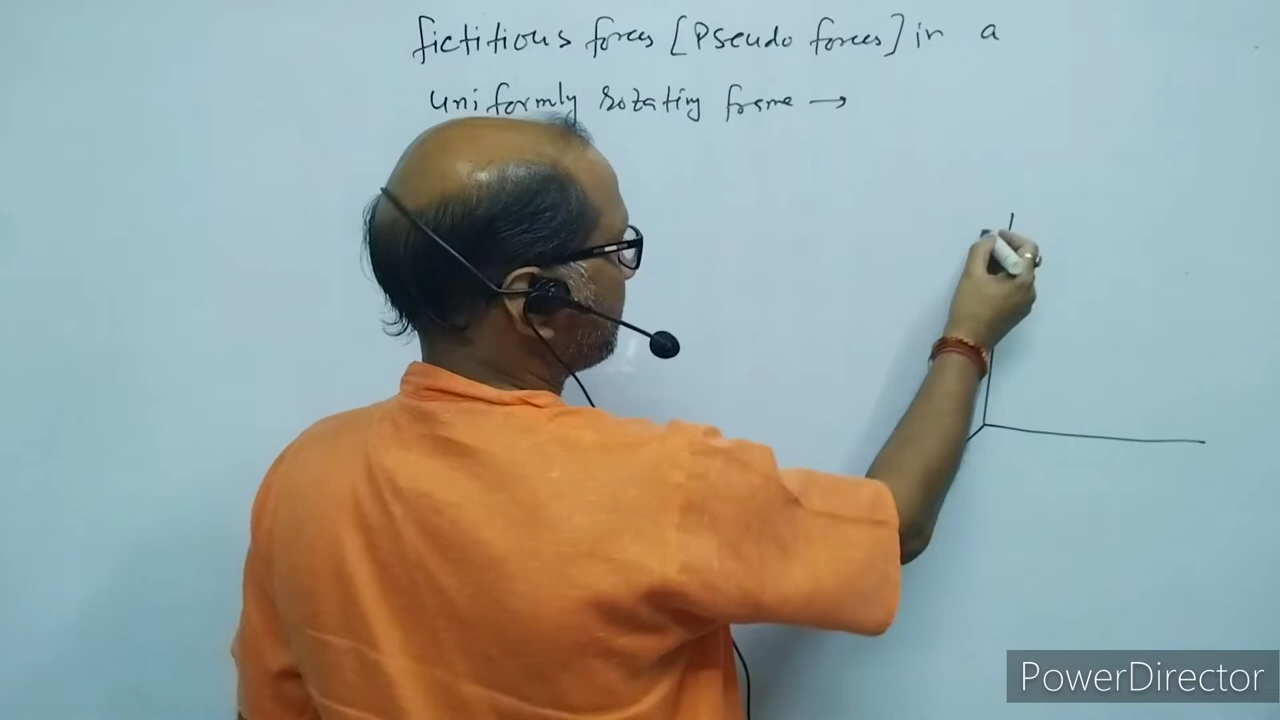 fictitious forces [Pseudo forces] in a
uniformly rotating frame →
PowerDirector